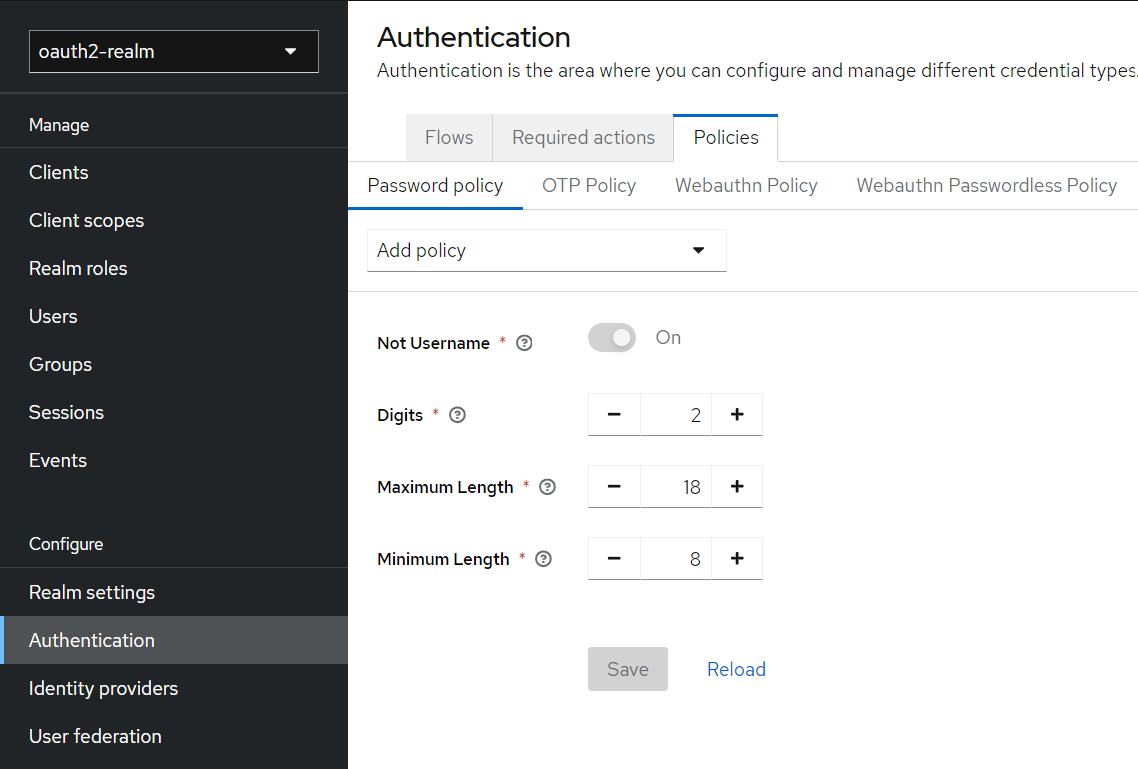 oauth2-realm
Manage
Clients
Client scopes
Realm roles
Users
Groups
Sessions
Events
Configure
Realm settings
Authentication
Identity providers
User federation
Authentication
Authentication is the area where you can configure and manage different credential types.
Flows Required actions Policies
Password policy OTP Policy Webauthn Policy Webauthn Passwordless Policy
Add policy
Not Username * On
Digits * 2
Maximum Length * 18
Minimum Length * 8
Save Reload